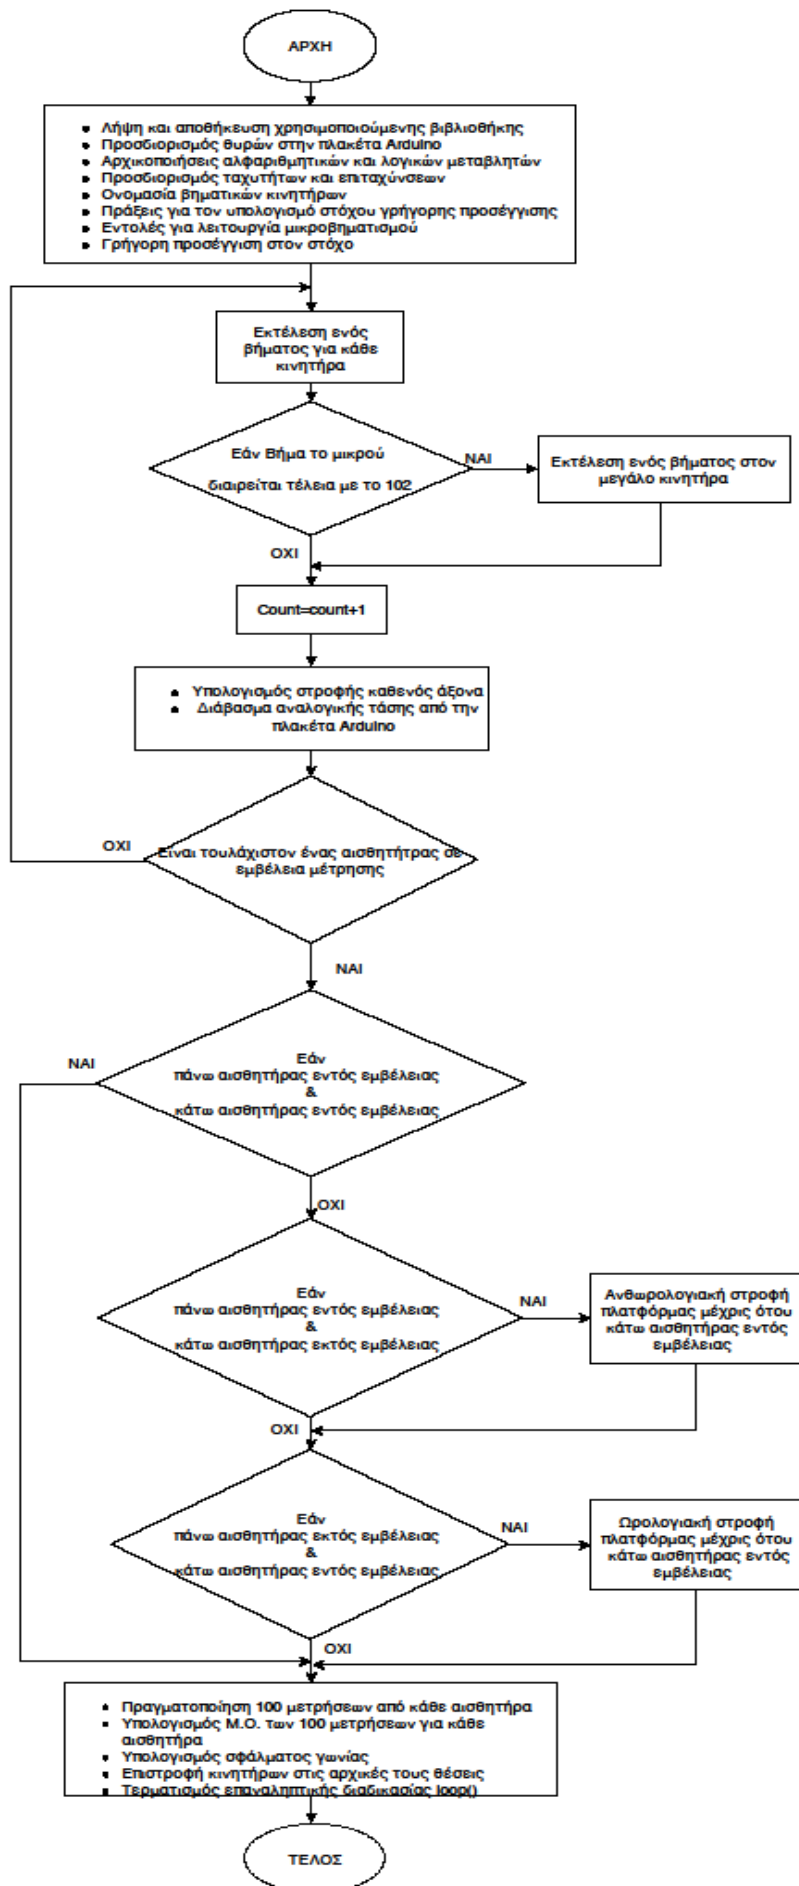 ΑΡΧΗ
• Λήψη και αποθήκευση χρησιμοποιούμενης βιβλιοθήκης
• Προσδιορισμός θυρών στην πλακέτα Arduino
• Αρχικοποιήσεις αλφαριθμητικών και λογικών μεταβλητών
• Προσδιορισμός ταχυτήτων και επιταχύνσεων
• Ονομασία βηματικών κινητήρων
• Πράξεις για τον υπολογισμό στόχου γρήγορης προσέγγισης
• Εντολές για λειτουργία μικροβηματισμού
• Γρήγορη προσέγγιση στον στόχο
Εκτέλεση ενός
βήματος για κάθε
κινητήρα
Εάν Βήμα το μικρού
διαιρείται τέλεια με το 102
ΝΑΙ
Εκτέλεση ενός βήματος στον
μεγάλο κινητήρα
ΟΧΙ
Count=count+1
• Υπολογισμός στροφής καθενός άξονα
• Διάβασμα αναλογικής τάσης από την
πλακέτα Arduino
ΟΧΙ
Είναι τουλάχιστον ένας αισθητήτρας σε
εμβέλεια μέτρησης
ΝΑΙ
ΝΑΙ
Εάν
πάνω αισθητήρας εντός εμβέλειας
&
κάτω αισθητήρας εντός εμβέλειας
ΟΧΙ
Εάν
πάνω αισθητήρας εντός εμβέλειας
&
κάτω αισθητήρας εκτός εμβέλειας
ΝΑΙ
Ανθωρολογιακή στροφή
πλατφόρμας μέχρις ότου
κάτω αισθητήρας εντός
εμβέλειας
ΟΧΙ
Εάν
πάνω αισθητήρας εκτός εμβέλειας
&
κάτω αισθητήρας εντός εμβέλειας
ΝΑΙ
Ωρολογιακή στροφή
πλατφόρμας μέχρις ότου
κάτω αισθητήρας εντός
εμβέλειας
ΟΧΙ
• Πραγματοποίηση 100 μετρήσεων από κάθε αισθητήρα
• Υπολογισμός Μ.Ο. των 100 μετρήσεων για κάθε
αισθητήρα
• Υπολογισμός σφάλματος γωνίας
• Επιστροφή κινητήρων στις αρχικές τους θέσεις
• Τερματισμός επαναληπτικής διαδικασίας loop()
ΤΕΛΟΣ